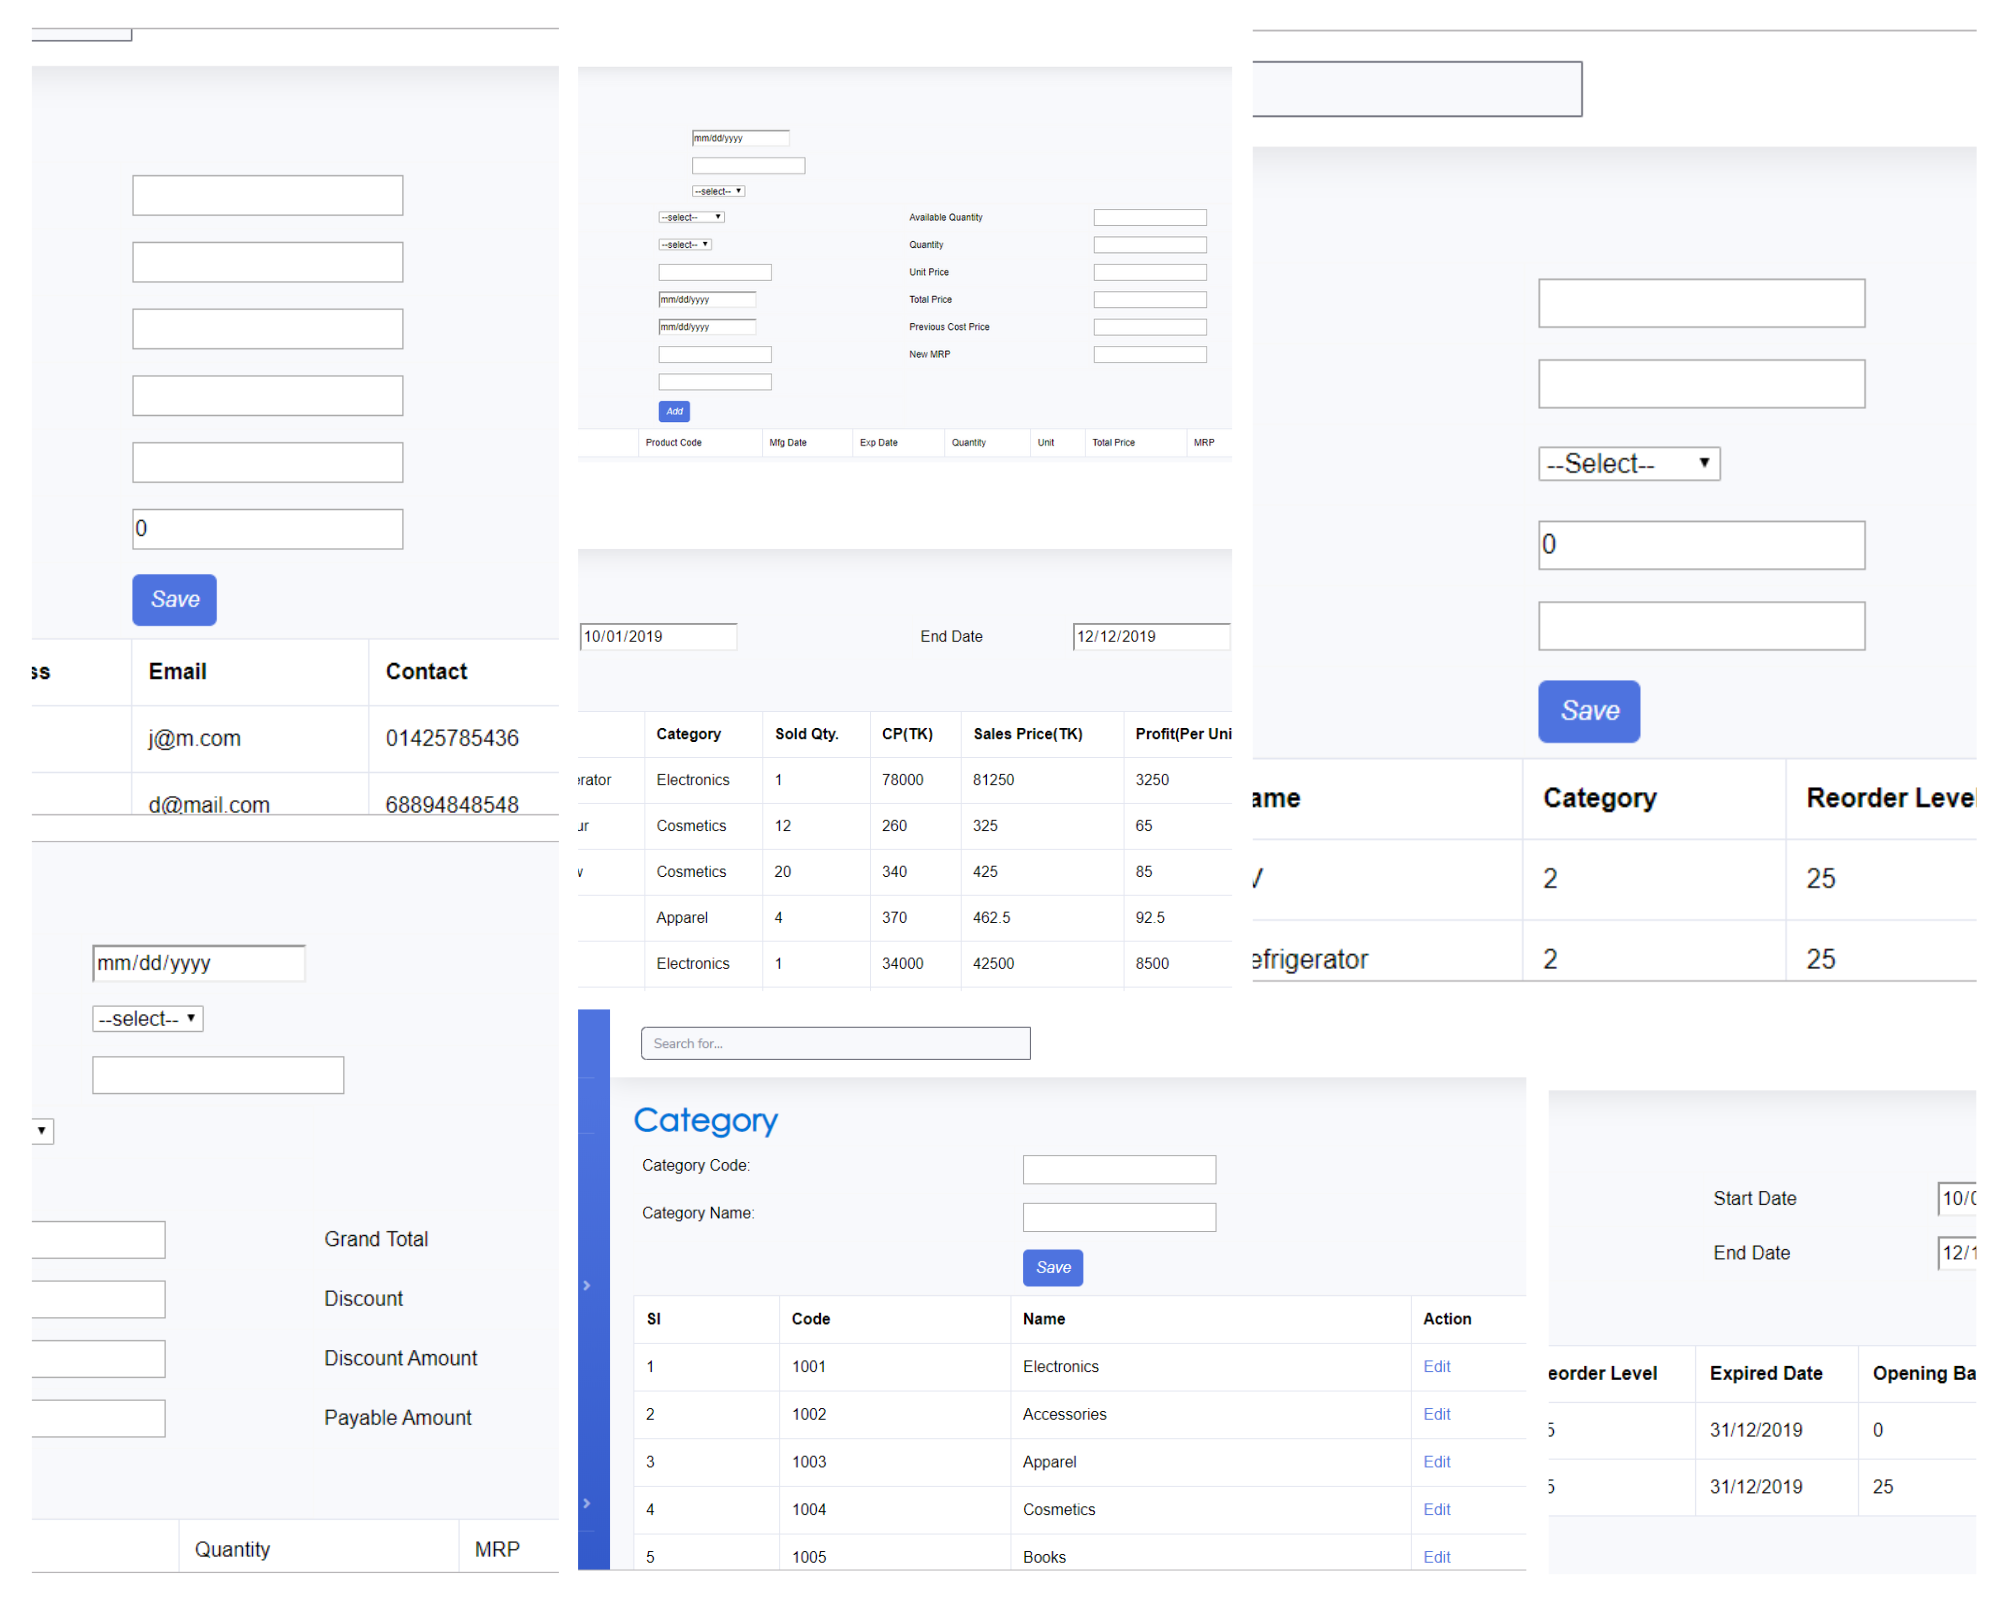 0
Save
ss Email Contact
j@m.com 01425785436
d@mail.com 68894848548
mm/dd/yyyy
--select--
--select-- Available Quantity
--select-- Quantity
Unit Price
mm/dd/yyyy Total Price
mm/dd/yyyy Previous Cost Price
New MRP
Add
Product Code Mfg Date Exp Date Quantity Unit Total Price MRP
10/01/2019 End Date 12/12/2019
Category Sold Qty. CP(TK) Sales Price(TK) Profit(Per Uni
erator Electronics 1 78000 81250 3250
ur Cosmetics 12 260 325 65
w Cosmetics 20 340 425 85
Apparel 4 370 462.5 92.5
Electronics 1 34000 42500 8500
--Select--
0
Save
ame Category Reorder Level
V 2 25
efrigerator 2 25
mm/dd/yyyy
--select--
Grand Total
Discount
Discount Amount
Payable Amount
Quantity MRP
Search for...
Category
Category Code:
Category Name:
Save
Sl Code Name Action
1 1001 Electronics Edit
2 1002 Accessories Edit
3 1003 Apparel Edit
4 1004 Cosmetics Edit
5 1005 Books Edit
Start Date 10/0
End Date 12/1
eorder Level Expired Date Opening Ba
5 31/12/2019 0
5 31/12/2019 25